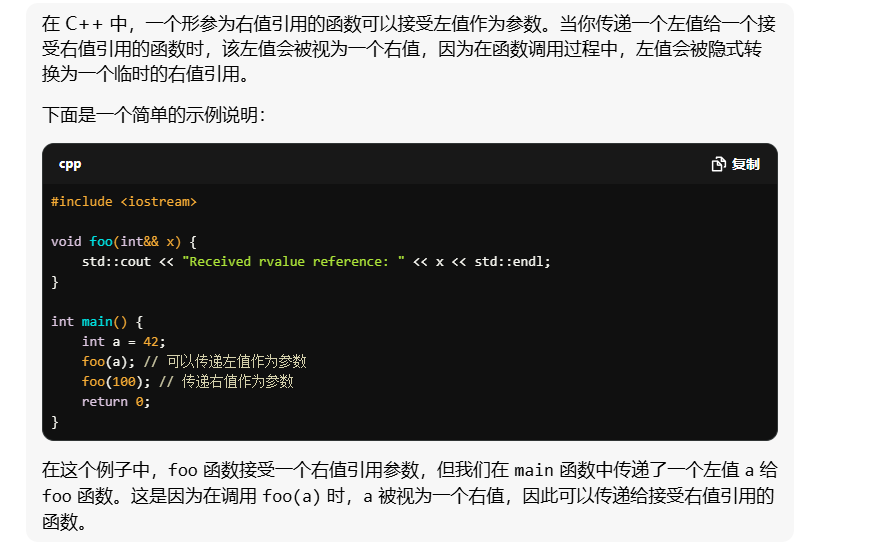 在 C++ 中，一个形参为右值引用的函数可以接受左值作为参数。当你传递一个左值给一个接
受右值引用的函数时，该左值会被视为一个右值，因为在函数调用过程中，左值会被隐式转
换为一个临时的右值引用。
下面是一个简单的示例说明：
cpp 复制
#include <iostream>
void foo(int&& x) {
    std::cout << "Received rvalue reference: " << x << std::endl;
}
int main() {
    int a = 42;
    foo(a); // 可以传递左值作为参数
    foo(100); // 传递右值作为参数
    return 0;
}
在这个例子中，foo 函数接受一个右值引用参数，但我们在 main 函数中传递了一个左值 a 给
foo 函数。这是因为在调用 foo(a) 时，a 被视为一个右值，因此可以传递给接受右值引用的
函数。